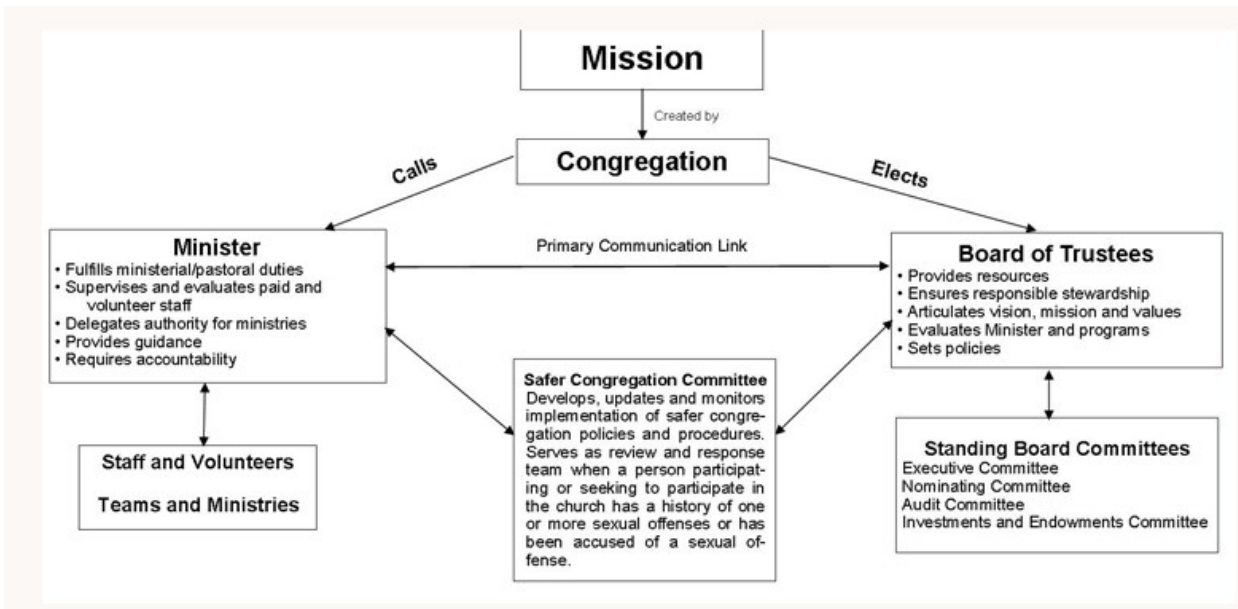 Mission
Created by
Congregation
Calls
Elects
Minister
• Fulfills ministerial/pastoral duties
• Supervises and evaluates paid and
volunteer staff
• Delegates authority for ministries
• Provides guidance
• Requires accountability
Primary Communication Link
Board of Trustees
• Provides resources
• Ensures responsible stewardship
• Articulates vision, mission and values
• Evaluates Minister and programs
• Sets policies
Safer Congregation Committee
Develops, updates and monitors
implementation of safer congre-
gation policies and procedures.
Serves as review and response
team when a person participat-
ing or seeking to participate in
the church has a history of one
or more sexual offenses or has
been accused of a sexual of-
fense.
Staff and Volunteers
Teams and Ministries
Standing Board Committees
Executive Committee
Nominating Committee
Audit Committee
Investments and Endowments Committee